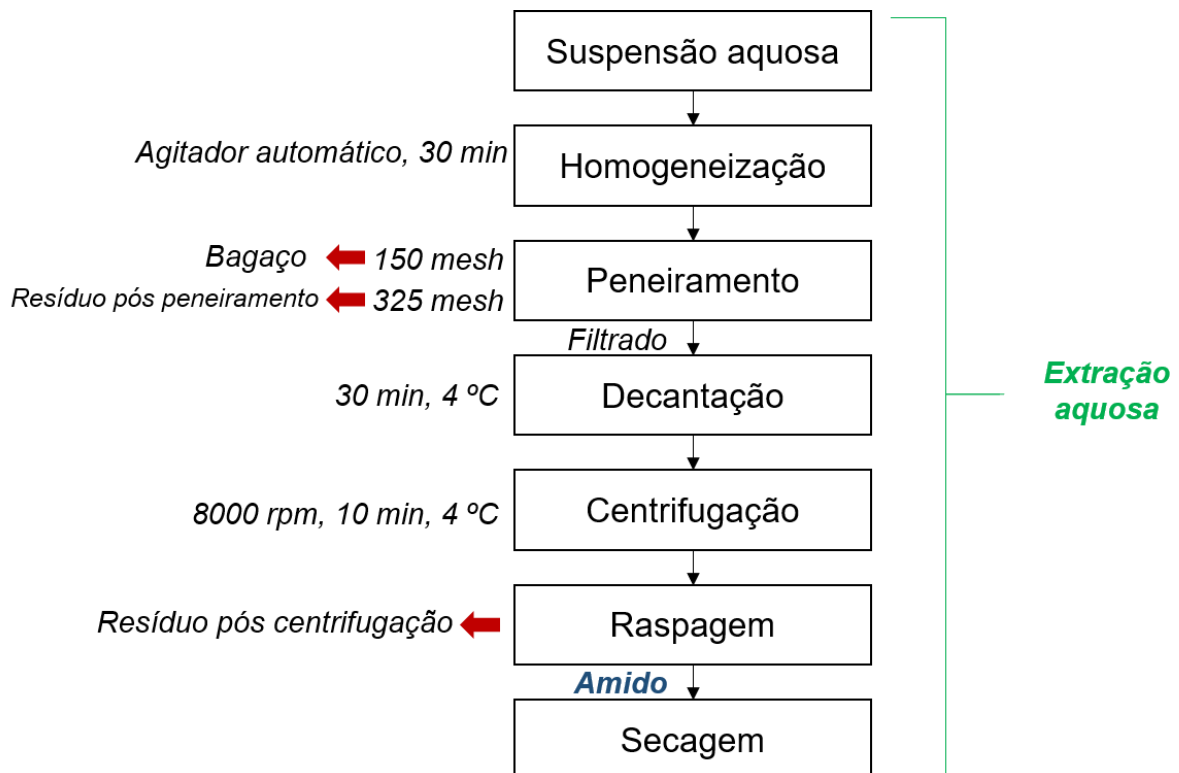 Suspensão aquosa
Agitador automático, 30 min
Homogeneização
Bagaço
150 mesh
Resíduo pós peneiramento
325 mesh
Peneiramento
Filtrado
30 min, 4 ºC
Decantação
Extração
aquosa
8000 rpm, 10 min, 4 ºC
Centrifugação
Resíduo pós centrifugação
Raspagem
Amido
Secagem